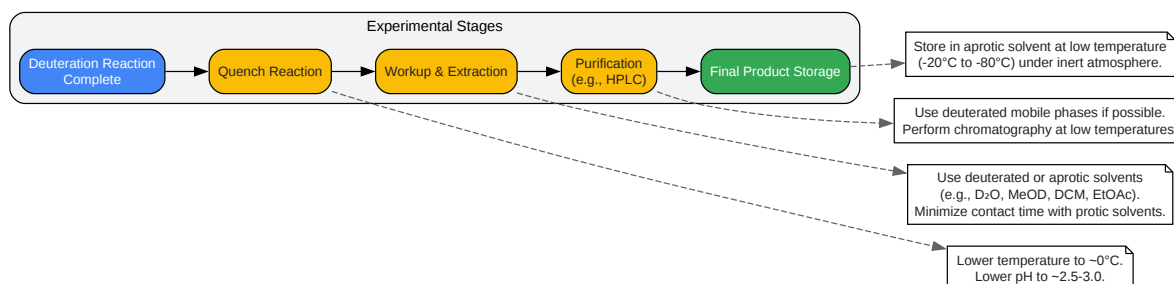 Experimental Stages
Deuteration Reaction
Complete
Quench Reaction
Workup & Extraction
Purification
(e.g., HPLC)
Final Product Storage
Store in aprotic solvent at low temperature
(-20°C to -80°C) under inert atmosphere.
Use deuterated mobile phases if possible.
Perform chromatography at low temperatures
Use deuterated or aprotic solvents
(e.g., D₂O, MeOD, DCM, EtOAc).
Minimize contact time with protic solvents.
Lower temperature to ~0°C.
Lower pH to ~2.5-3.0.